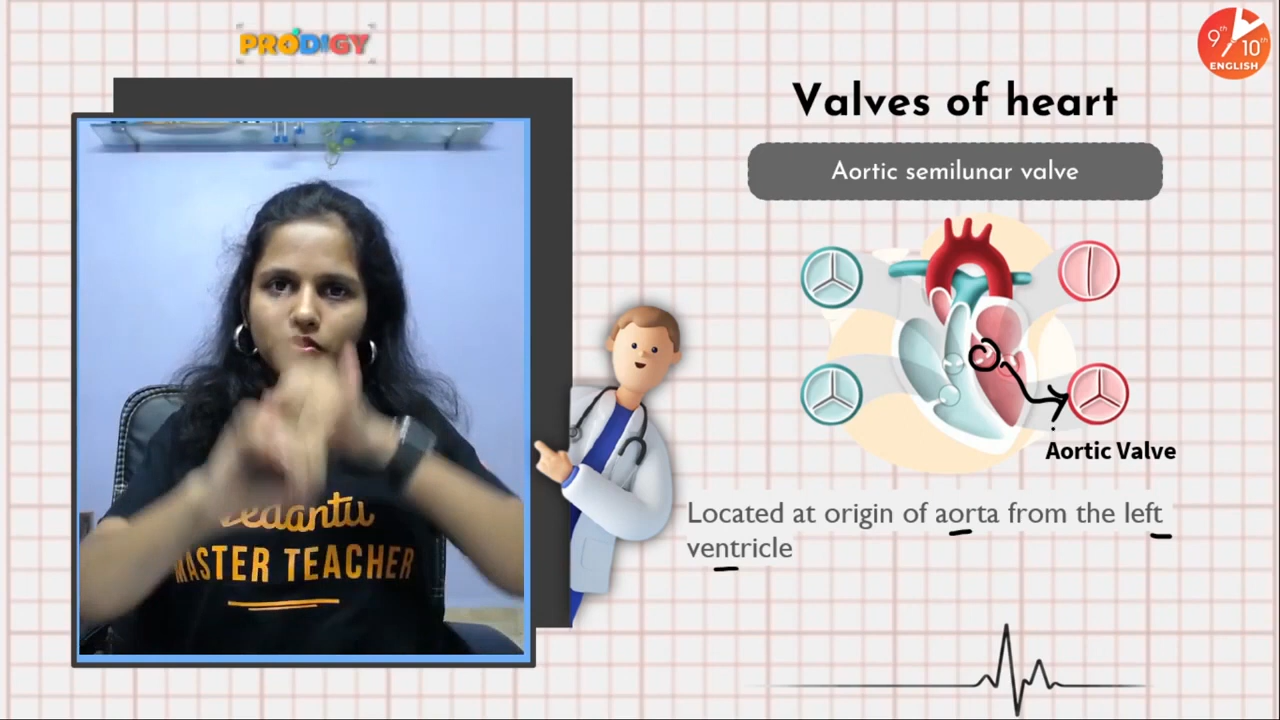 PRODIGY
9th 10th
ENGLISH
Valves of heart
Aortic semilunar valve
Aortic Valve
Located at origin of aorta from the left
ventricle
Vedantu
MASTER TEACHER